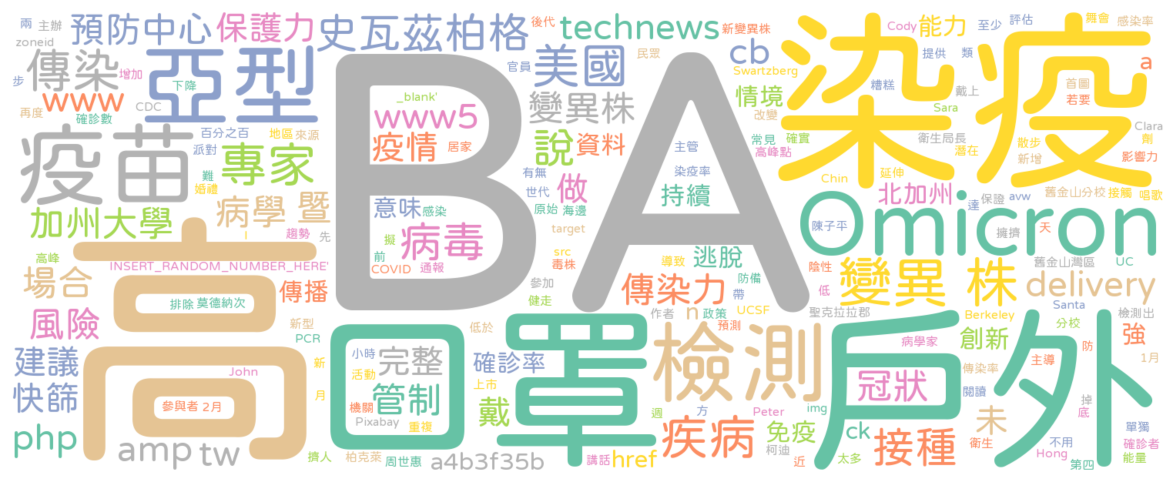 兩 主辦 預防中心 保護力 史瓦茲柏格 後代 technews 新變異株 Cody 能力 至少 評估 舞會 感染率
zoneid 官員 民眾 cb 提供 類
步 傳染 增加 亞型 下降 美國 Swartzberg 糟糕 戴上 首圖 a
www CDC _blank' 變異株 情境 Sara 若要
再度 確診數 www5 改變 確實 衛生局長 Clara
百分之百 地區 來源 疫情 居家 說 資料 常見 潛在 散步 剛 影響力
疫苗 派對 難 專家 主管 高峰點 染疫 新增
婚禮 有無 做 染疫率 Chin 延伸 舊金山分校 接觸 唱歌
加州大學 病學 暨 意味 感染 世代 持續 北加州 達 保證 avw
原始 海邊 陳子平 擁擠 天
高峰 I 趨勢 先 擬 病毒 target 逃脫 Omicron
INSERT_RANDOM_NUMBER_HERE' 前 src 導致 陰性 舊金山灣區 UC
場合 COVID 通報 毒株 防備 變異 株 delivery
排除 莫德納次 傳播 參加 傳染力 帶 低
BA 健走 n 政策 UCSF 聖克拉拉郡 Berkeley Santa 檢測出
風險 高 新型 作者 預測 創新 分校 強
PCR 低於 病學家 防
建議 小時 完整 確診率 檢測 主導 1月
新 活動 上市 冠狀 傳染率
快篩 John 管制 戴 閱讀 掉
參與者 2月 月 機關 週 方 Peter img 未 底 單獨
同 Pixabay 重複 口罩 疾病 免疫 ck 戶外 衛生 不用 確診者
php amp tw 擠人 柏克萊 周世惠 a4b3f35b 講話 href 柯迪 近 太多 接種 Hong 第四 能量